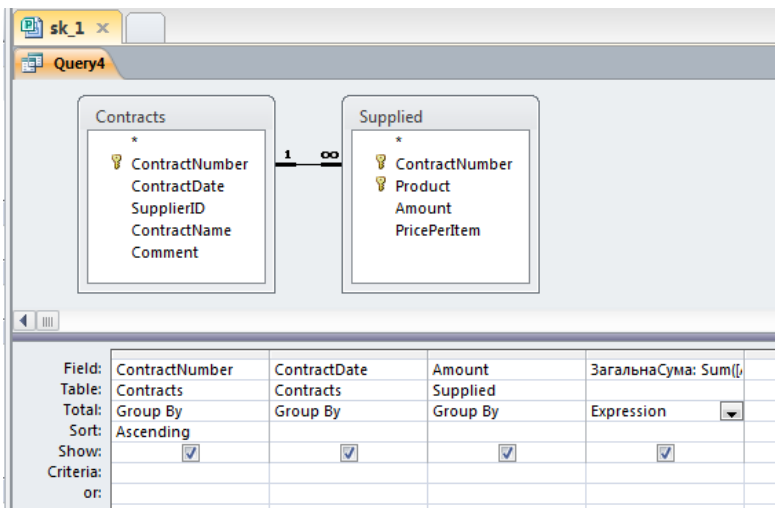 sk_1
Query4
Contracts
*
ContractNumber
ContractDate
SupplierID
ContractName
Comment
1 ∞
Supplied
*
ContractNumber
Product
Amount
PricePerItem
Field: ContractNumber ContractDate Amount ЗагальнаСума: Sum([
Table: Contracts Contracts Supplied
Total: Group By Group By Group By Expression
Sort: Ascending
Show:
Criteria:
or: